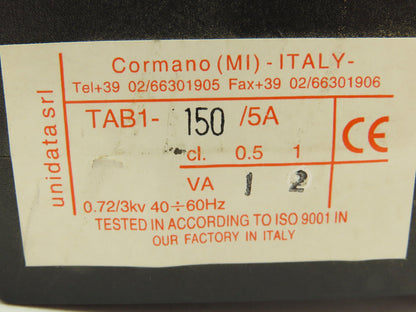 unidata srl
Cormano (MI) - ITALY-
Tel+39 02/66301905 Fax+39 02/66301906
TAB1- 150 /5A
cl. 0.5 1
VA 1 2
0.72/3kv 40÷60Hz
CE
TESTED IN ACCORDING TO ISO 9001 IN
OUR FACTORY IN ITALY